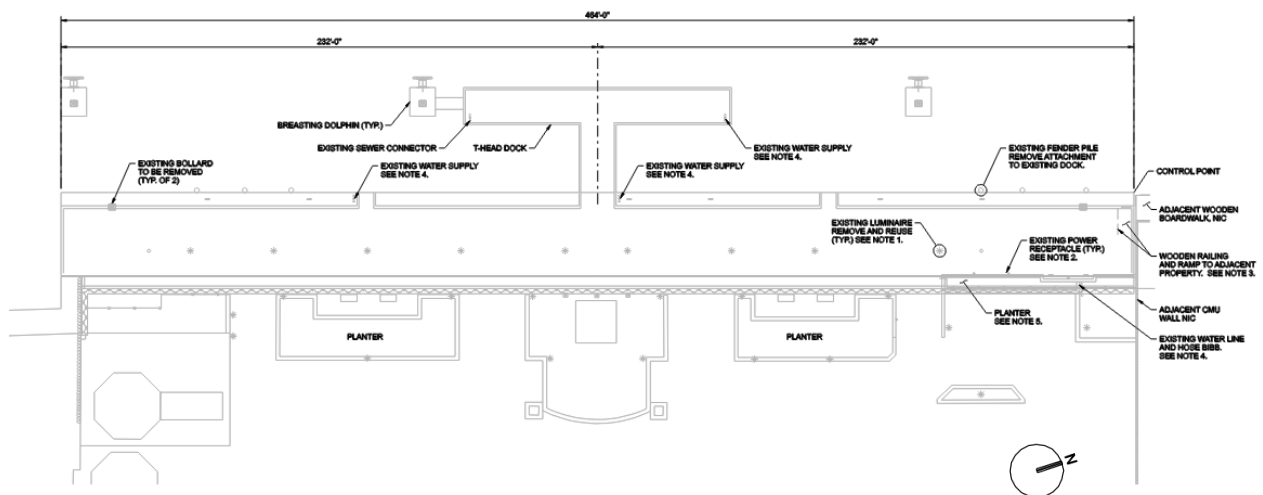 464'-0"
232'-0"
232'-0"
BREASTING DOLPHIN (TYP.)
EXISTING SEWER CONNECTOR
T-HEAD DOCK
EXISTING WATER SUPPLY
SEE NOTE 4.
EXISTING BOLLARD
TO BE REMOVED
(TYP. OF 2)
EXISTING WATER SUPPLY
SEE NOTE 4.
EXISTING WATER SUPPLY
SEE NOTE 4.
EXISTING FENDER PILE
REMOVE ATTACHMENT
TO EXISTING DOCK.
CONTROL POINT
ADJACENT WOODEN
BOARDWALK, NIC
EXISTING LUMINAIRE
REMOVE AND REUSE
(TYP.) SEE NOTE 1.
EXISTING POWER
RECEPTACLE (TYP.)
SEE NOTE 2.
WOODEN RAILING
AND RAMP TO ADJACENT
PROPERTY. SEE NOTE 3.
PLANTER
SEE NOTE 5.
ADJACENT CMU
WALL NIC
PLANTER
PLANTER
EXISTING WATER LINE
AND HOSE BIBB.
SEE NOTE 4.
N